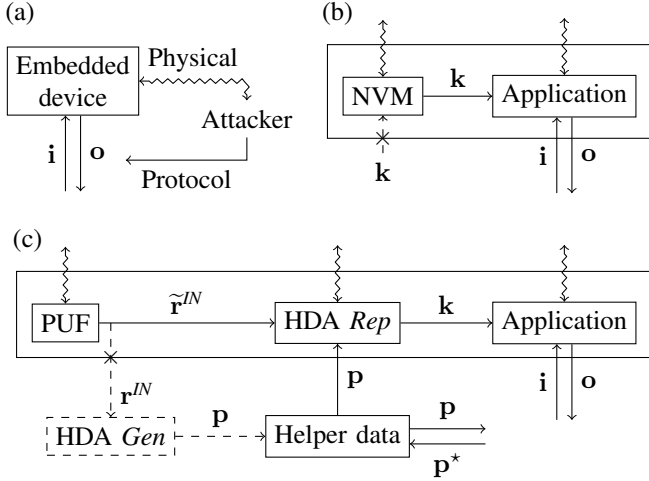 (a)
Embedded
device
Physical
Attacker
i
o
Protocol
(b)
NVM
k
Application
k
i
o
(c)
PUF
r̃^IN
HDA Rep
k
Application
r^IN
p
i
o
HDA Gen
p
Helper data
p
p⋆